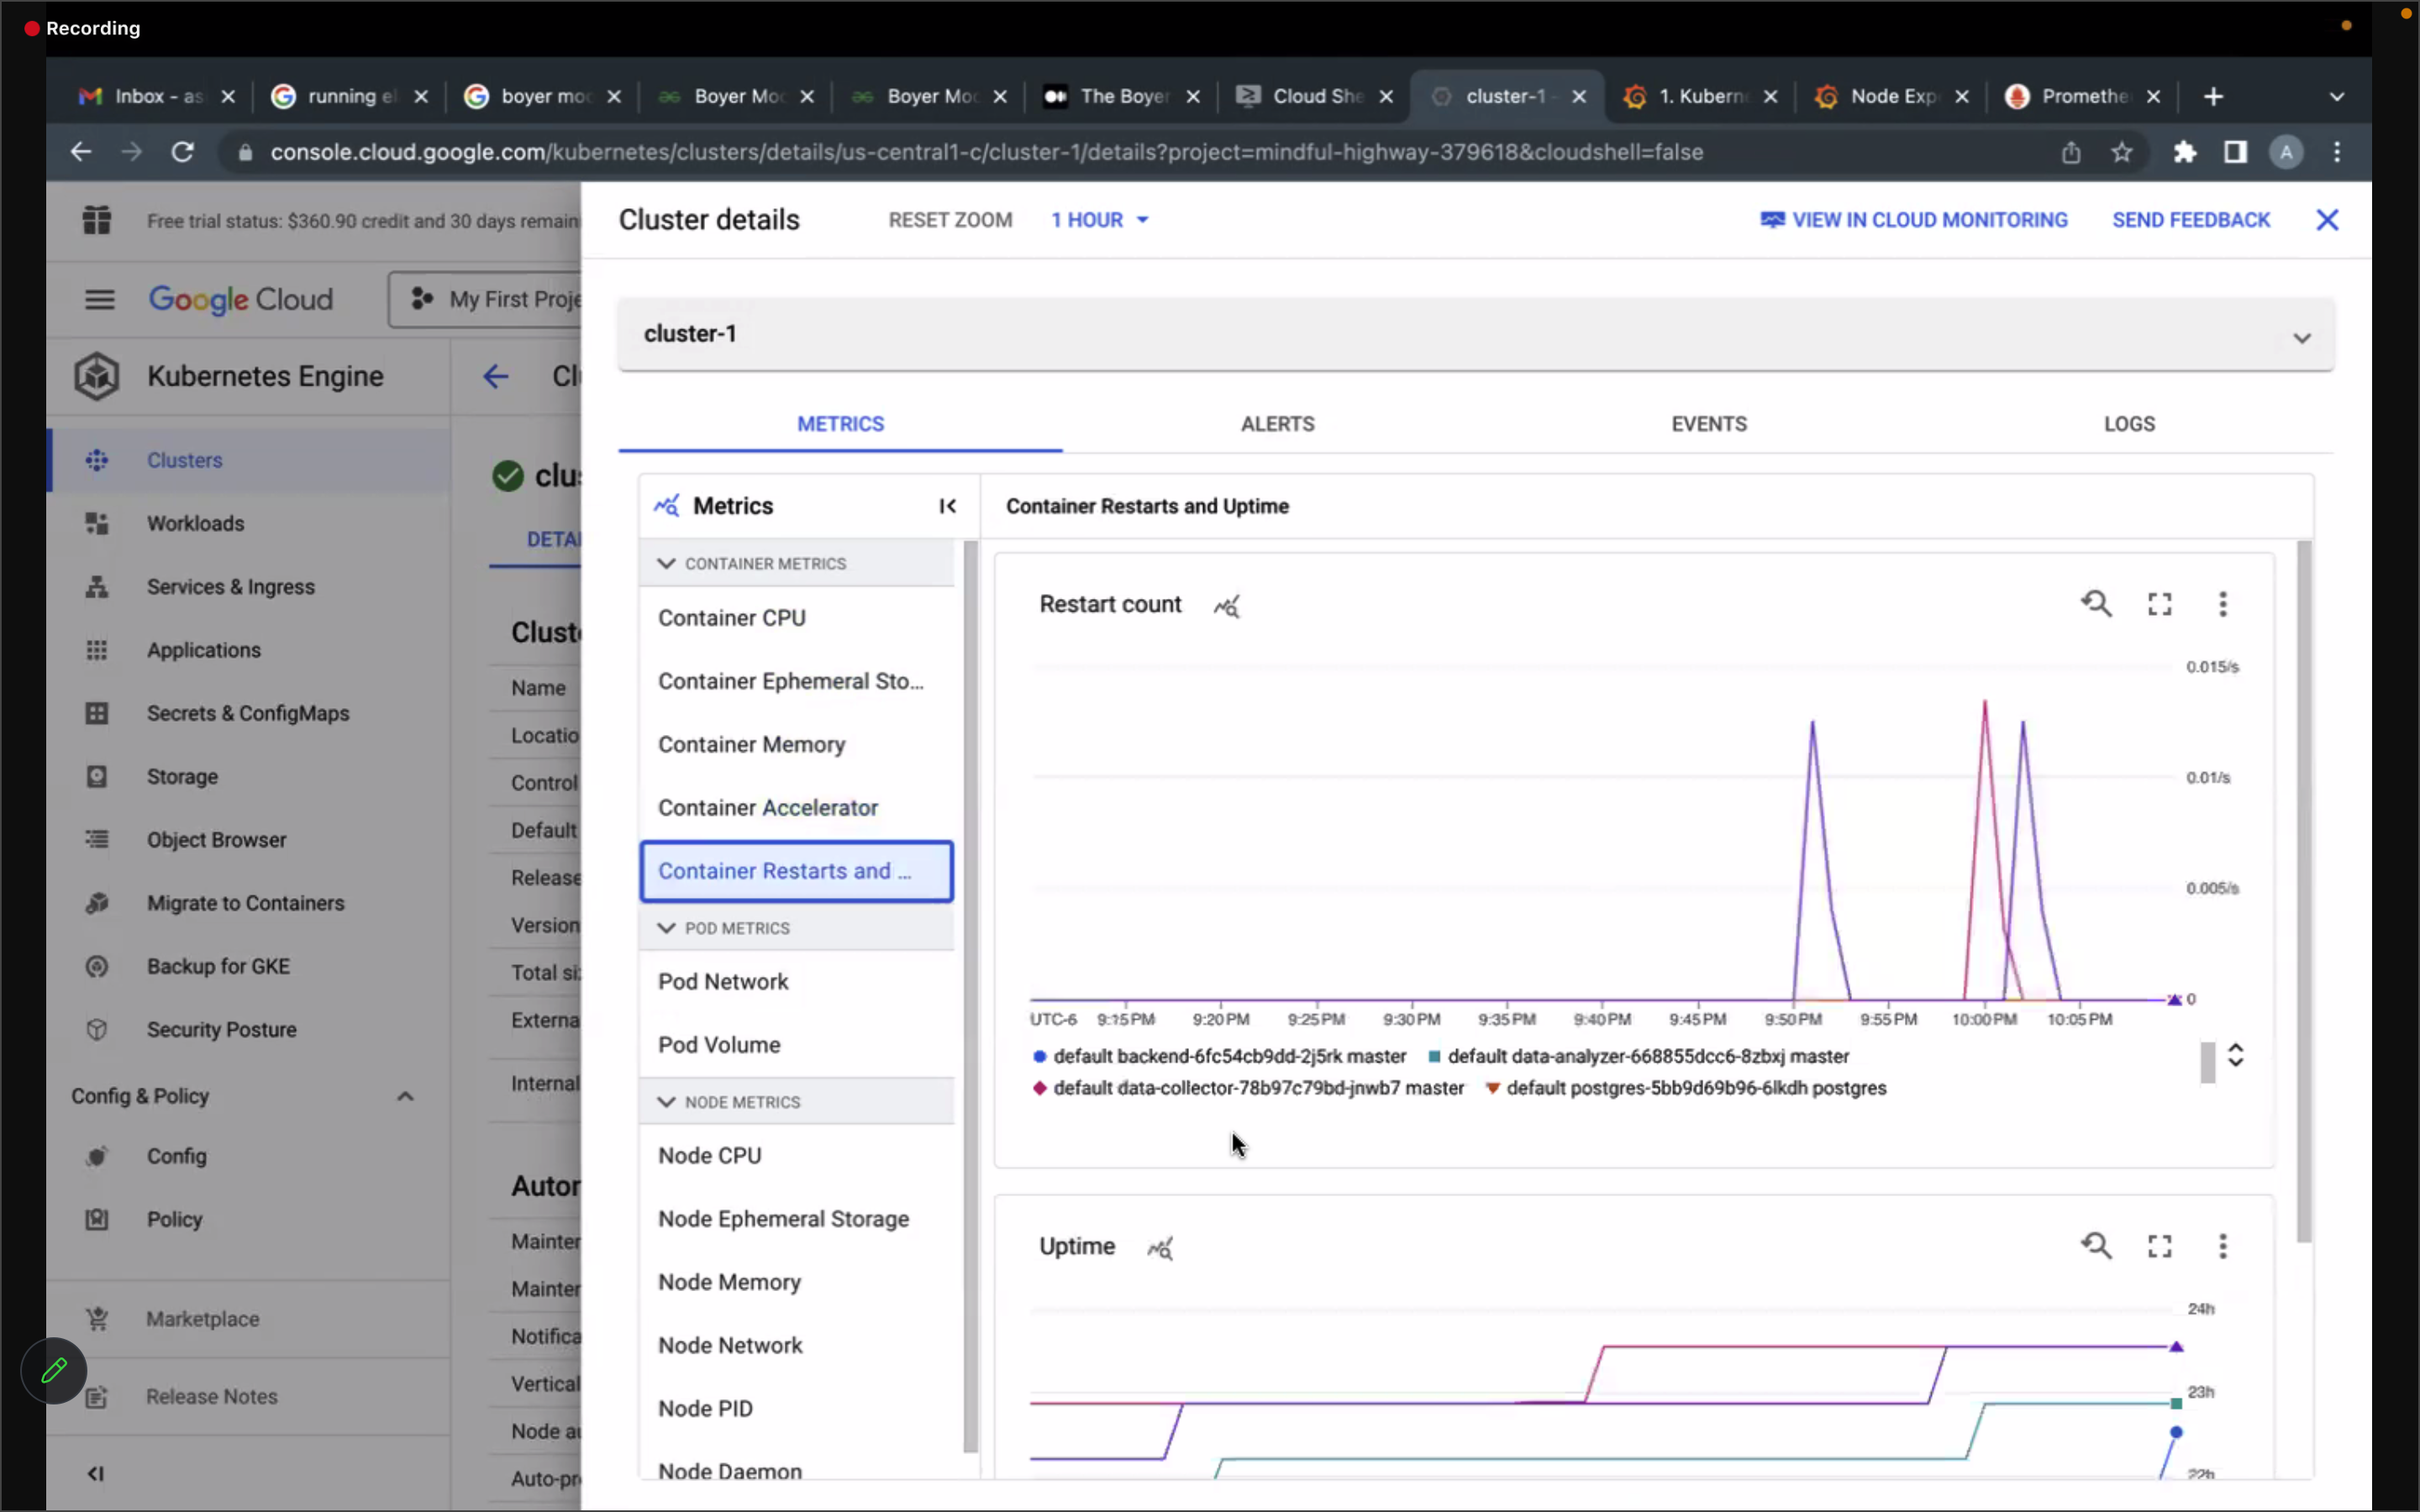 Recording
Inbox - as
running el
boyer moo
Boyer Moo
Boyer Moo
The Boyer
Cloud She
cluster-1 -
1. Kubern
Node Exp
Promethe
console.cloud.google.com/kubernetes/clusters/details/us-central1-c/cluster-1/details?project=mindful-highway-379618&cloudshell=false
A
Free trial status: $360.90 credit and 30 days remain
Google Cloud
My First Proje
Kubernetes Engine
Clusters
Workloads
Services & Ingress
Applications
Secrets & ConfigMaps
Storage
Object Browser
Migrate to Containers
Backup for GKE
Security Posture
Config & Policy
Config
Policy
Marketplace
Release Notes
Cl
clus
DETA
Cluste
Name
Locatio
Control
Default
Release
Version
Total si
Externa
Internal
Autor
Mainter
Mainter
Notifica
Vertical
Node au
Auto-pr
Cluster details
RESET ZOOM
1 HOUR
VIEW IN CLOUD MONITORING
SEND FEEDBACK
cluster-1
METRICS
ALERTS
EVENTS
LOGS
Metrics
CONTAINER METRICS
Container CPU
Container Ephemeral Sto...
Container Memory
Container Accelerator
Container Restarts and ...
POD METRICS
Pod Network
Pod Volume
NODE METRICS
Node CPU
Node Ephemeral Storage
Node Memory
Node Network
Node PID
Node Daemon
Container Restarts and Uptime
Restart count
0.015/s
0.01/s
0.005/s
0
UTC-6 9:15 PM 9:20 PM 9:25 PM 9:30 PM 9:35 PM 9:40 PM 9:45 PM 9:50 PM 9:55 PM 10:00 PM 10:05 PM
default backend-6fc54cb9dd-2j5rk master default data-analyzer-668855dcc6-8zbxj master
default data-collector-78b97c79bd-jnwb7 master default postgres-5bb9d69b96-6lkdh postgres
Uptime
24h
23h
22h